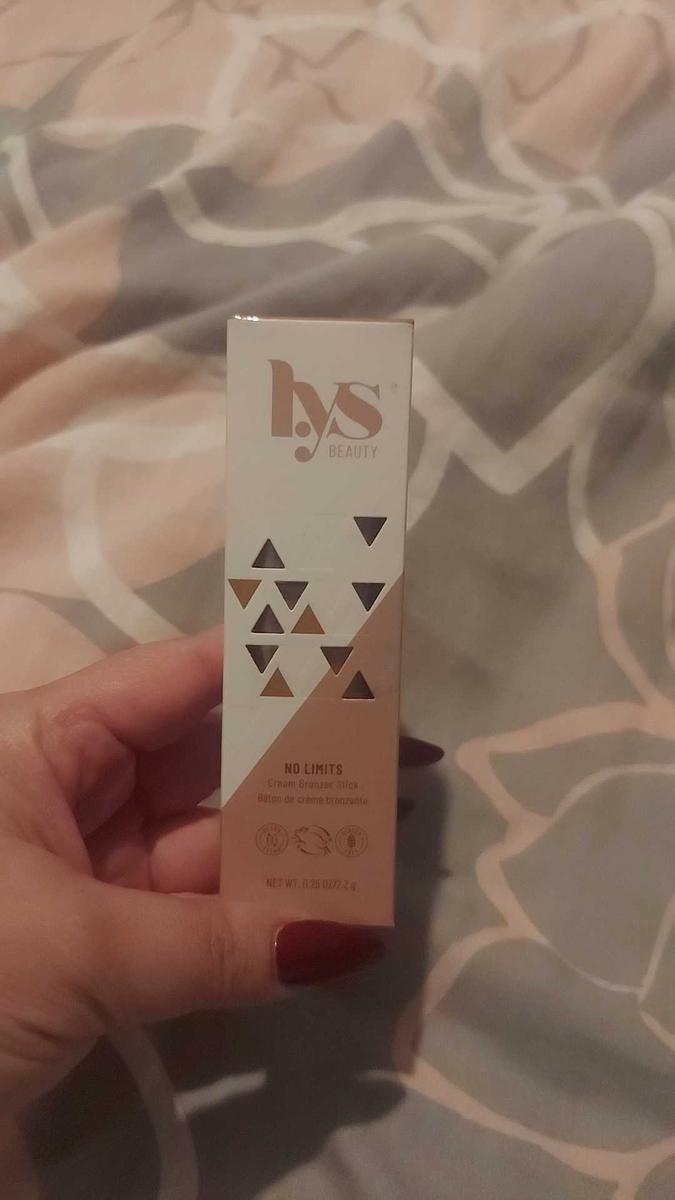 lys
BEAUTY
NO LIMITS
Cream Bronzer Stick
Bâton de crème bronzante
NET WT. 0.25 OZ/7.2 g